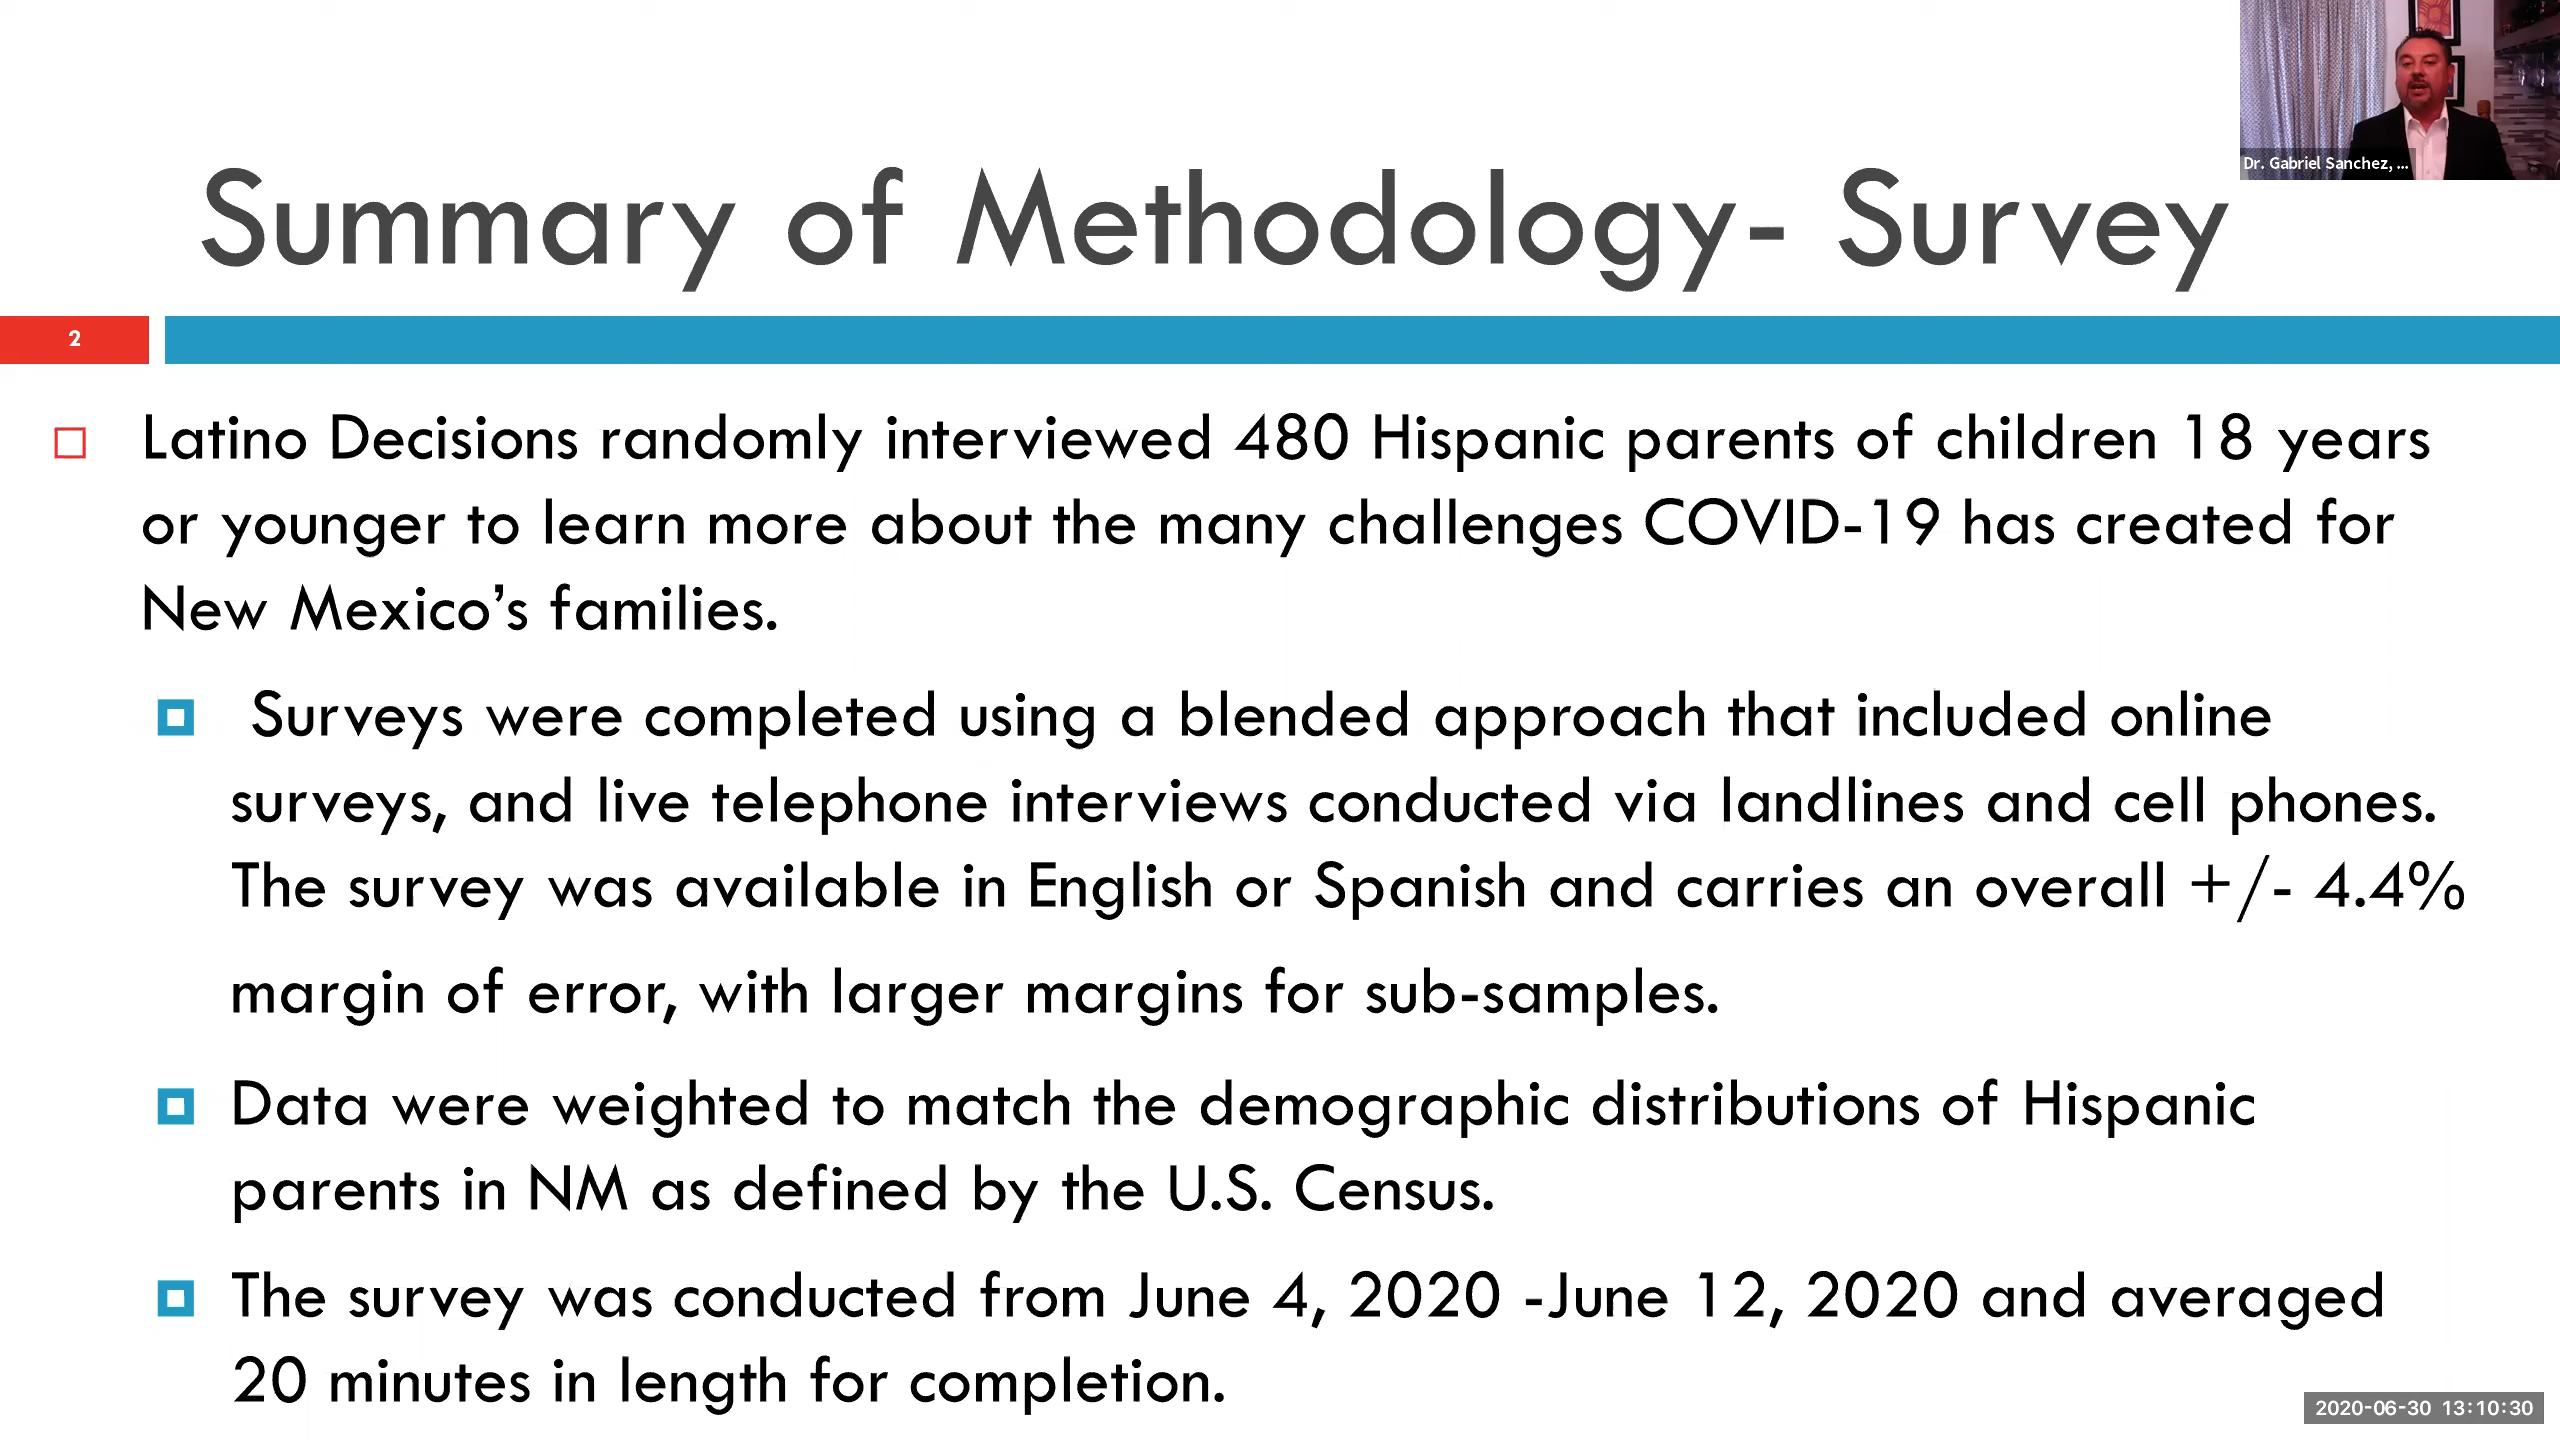 Dr. Gabriel Sanchez, ...
Summary of Methodology- Survey
2
Latino Decisions randomly interviewed 480 Hispanic parents of children 18 years
or younger to learn more about the many challenges COVID-19 has created for
New Mexico’s families.
Surveys were completed using a blended approach that included online
surveys, and live telephone interviews conducted via landlines and cell phones.
The survey was available in English or Spanish and carries an overall +/- 4.4%
margin of error, with larger margins for sub-samples.
Data were weighted to match the demographic distributions of Hispanic
parents in NM as defined by the U.S. Census.
The survey was conducted from June 4, 2020 -June 12, 2020 and averaged
20 minutes in length for completion.
2020-06-30 13:10:30